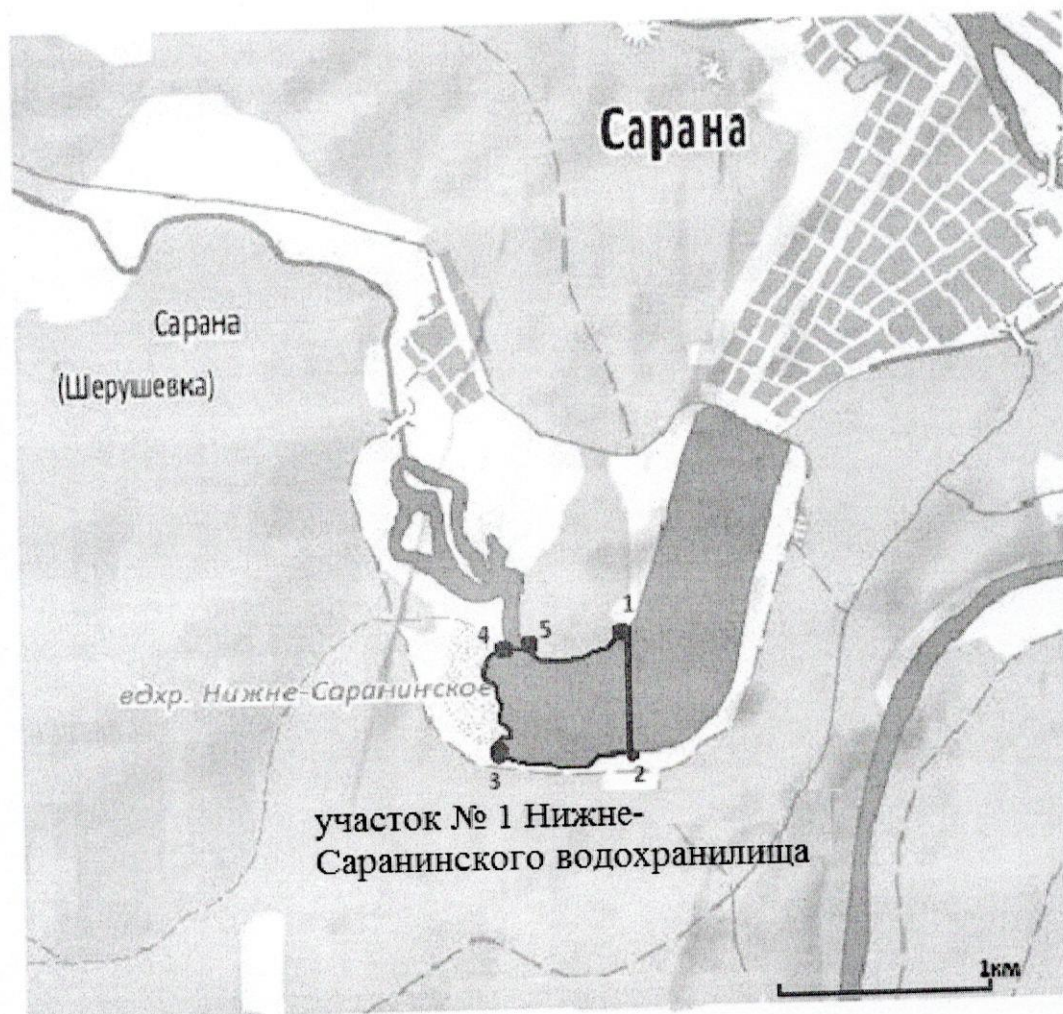 Сарана
Сарана
(Шерушевка)
1
4 5
вдхр. Нижне-Саранинское
3
2
участок № 1 Нижне-
Саранинского водохранилища
1км